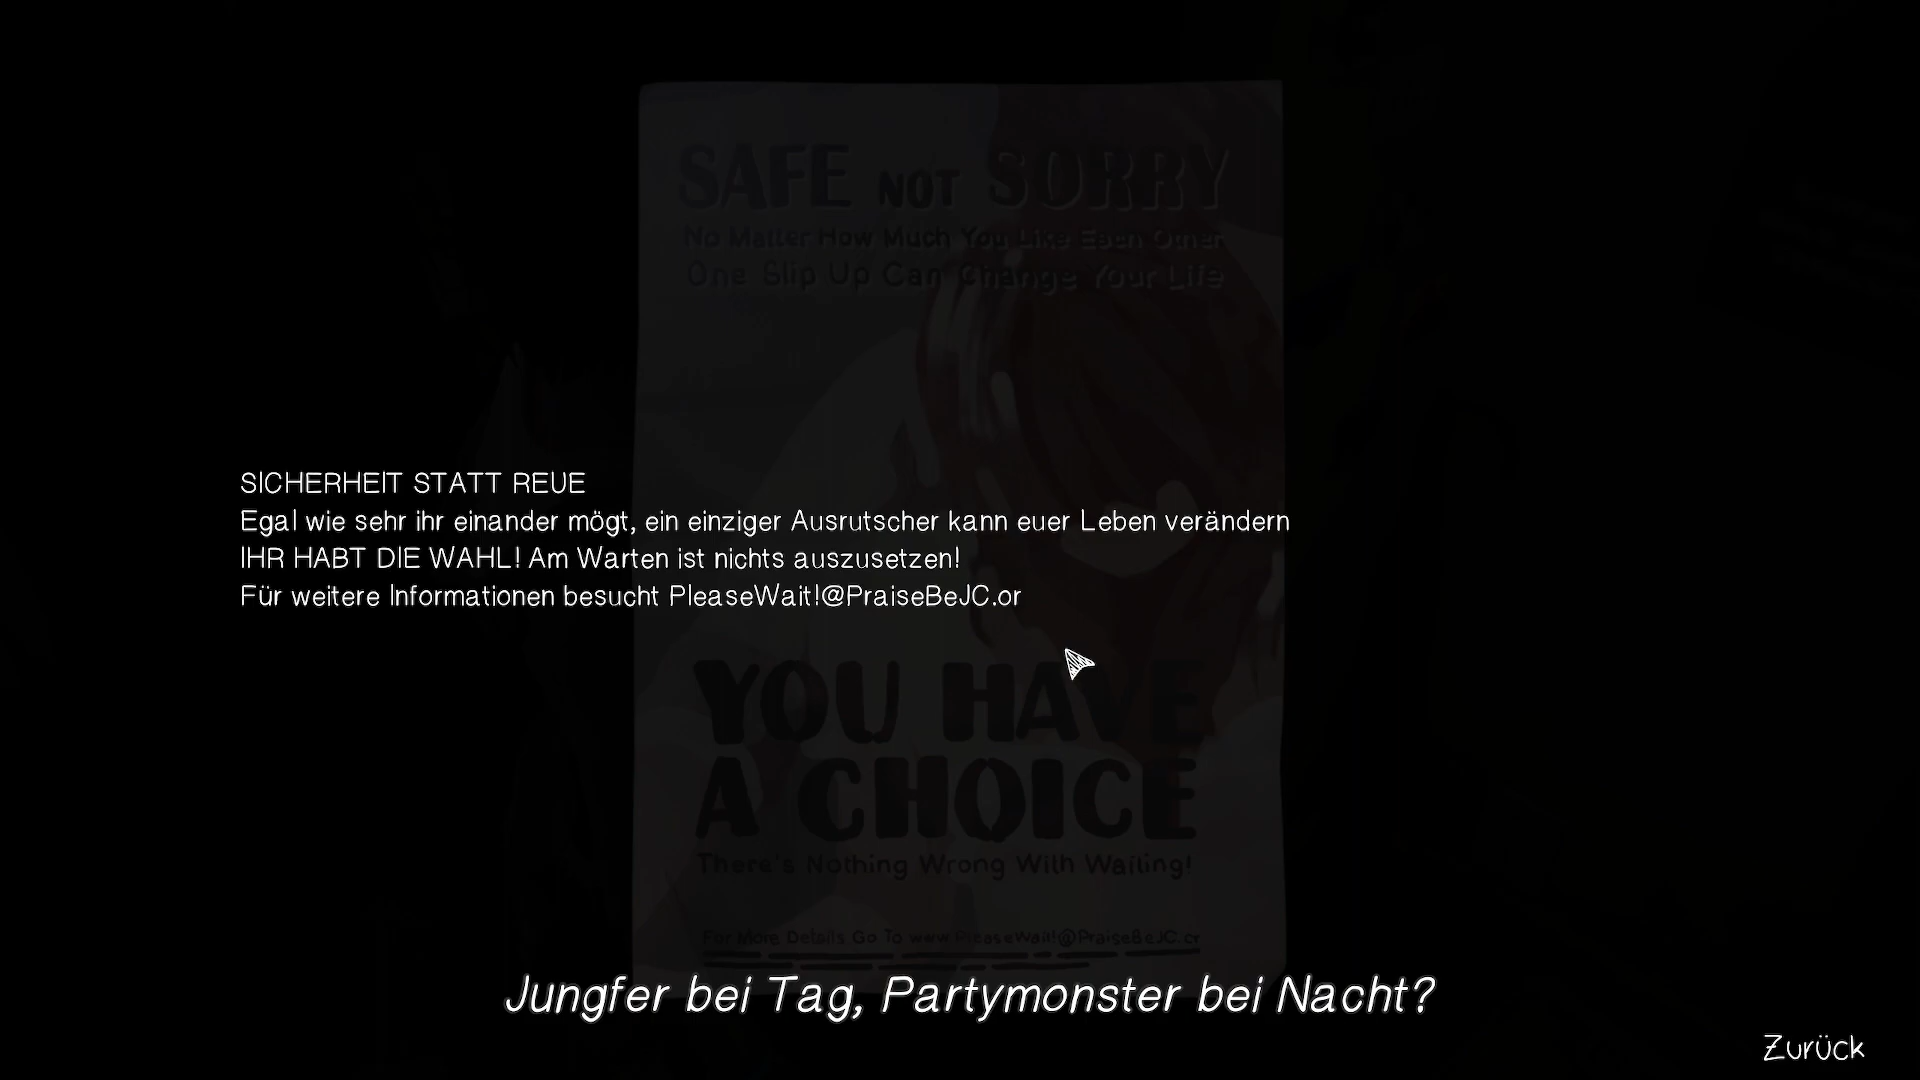 SAFE NOT SORRY
No Matter How Much You Like Each Other
One Slip Up Can Change Your Life
SICHERHEIT STATT REUE
Egal wie sehr ihr einander mögt, ein einziger Ausrutscher kann euer Leben verändern
IHR HABT DIE WAHL! Am Warten ist nichts auszusetzen!
Für weitere Informationen besucht PleaseWait!@PraiseBeJC.or
YOU HAVE
A CHOICE
There's Nothing Wrong With Waiting!
For More Details Go To www.PleaseWait!@PraiseBeJC.or
Jungfer bei Tag, Partymonster bei Nacht?
Zurück